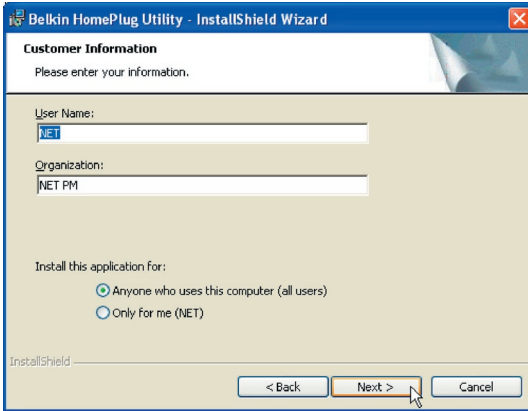 Belkin HomePlug Utility - InstallShield Wizard
Customer Information
Please enter your information.
User Name:
NET
Organization:
NET PM
Install this application for:
Anyone who uses this computer (all users)
Only for me (NET)
InstallShield
< Back Next > Cancel